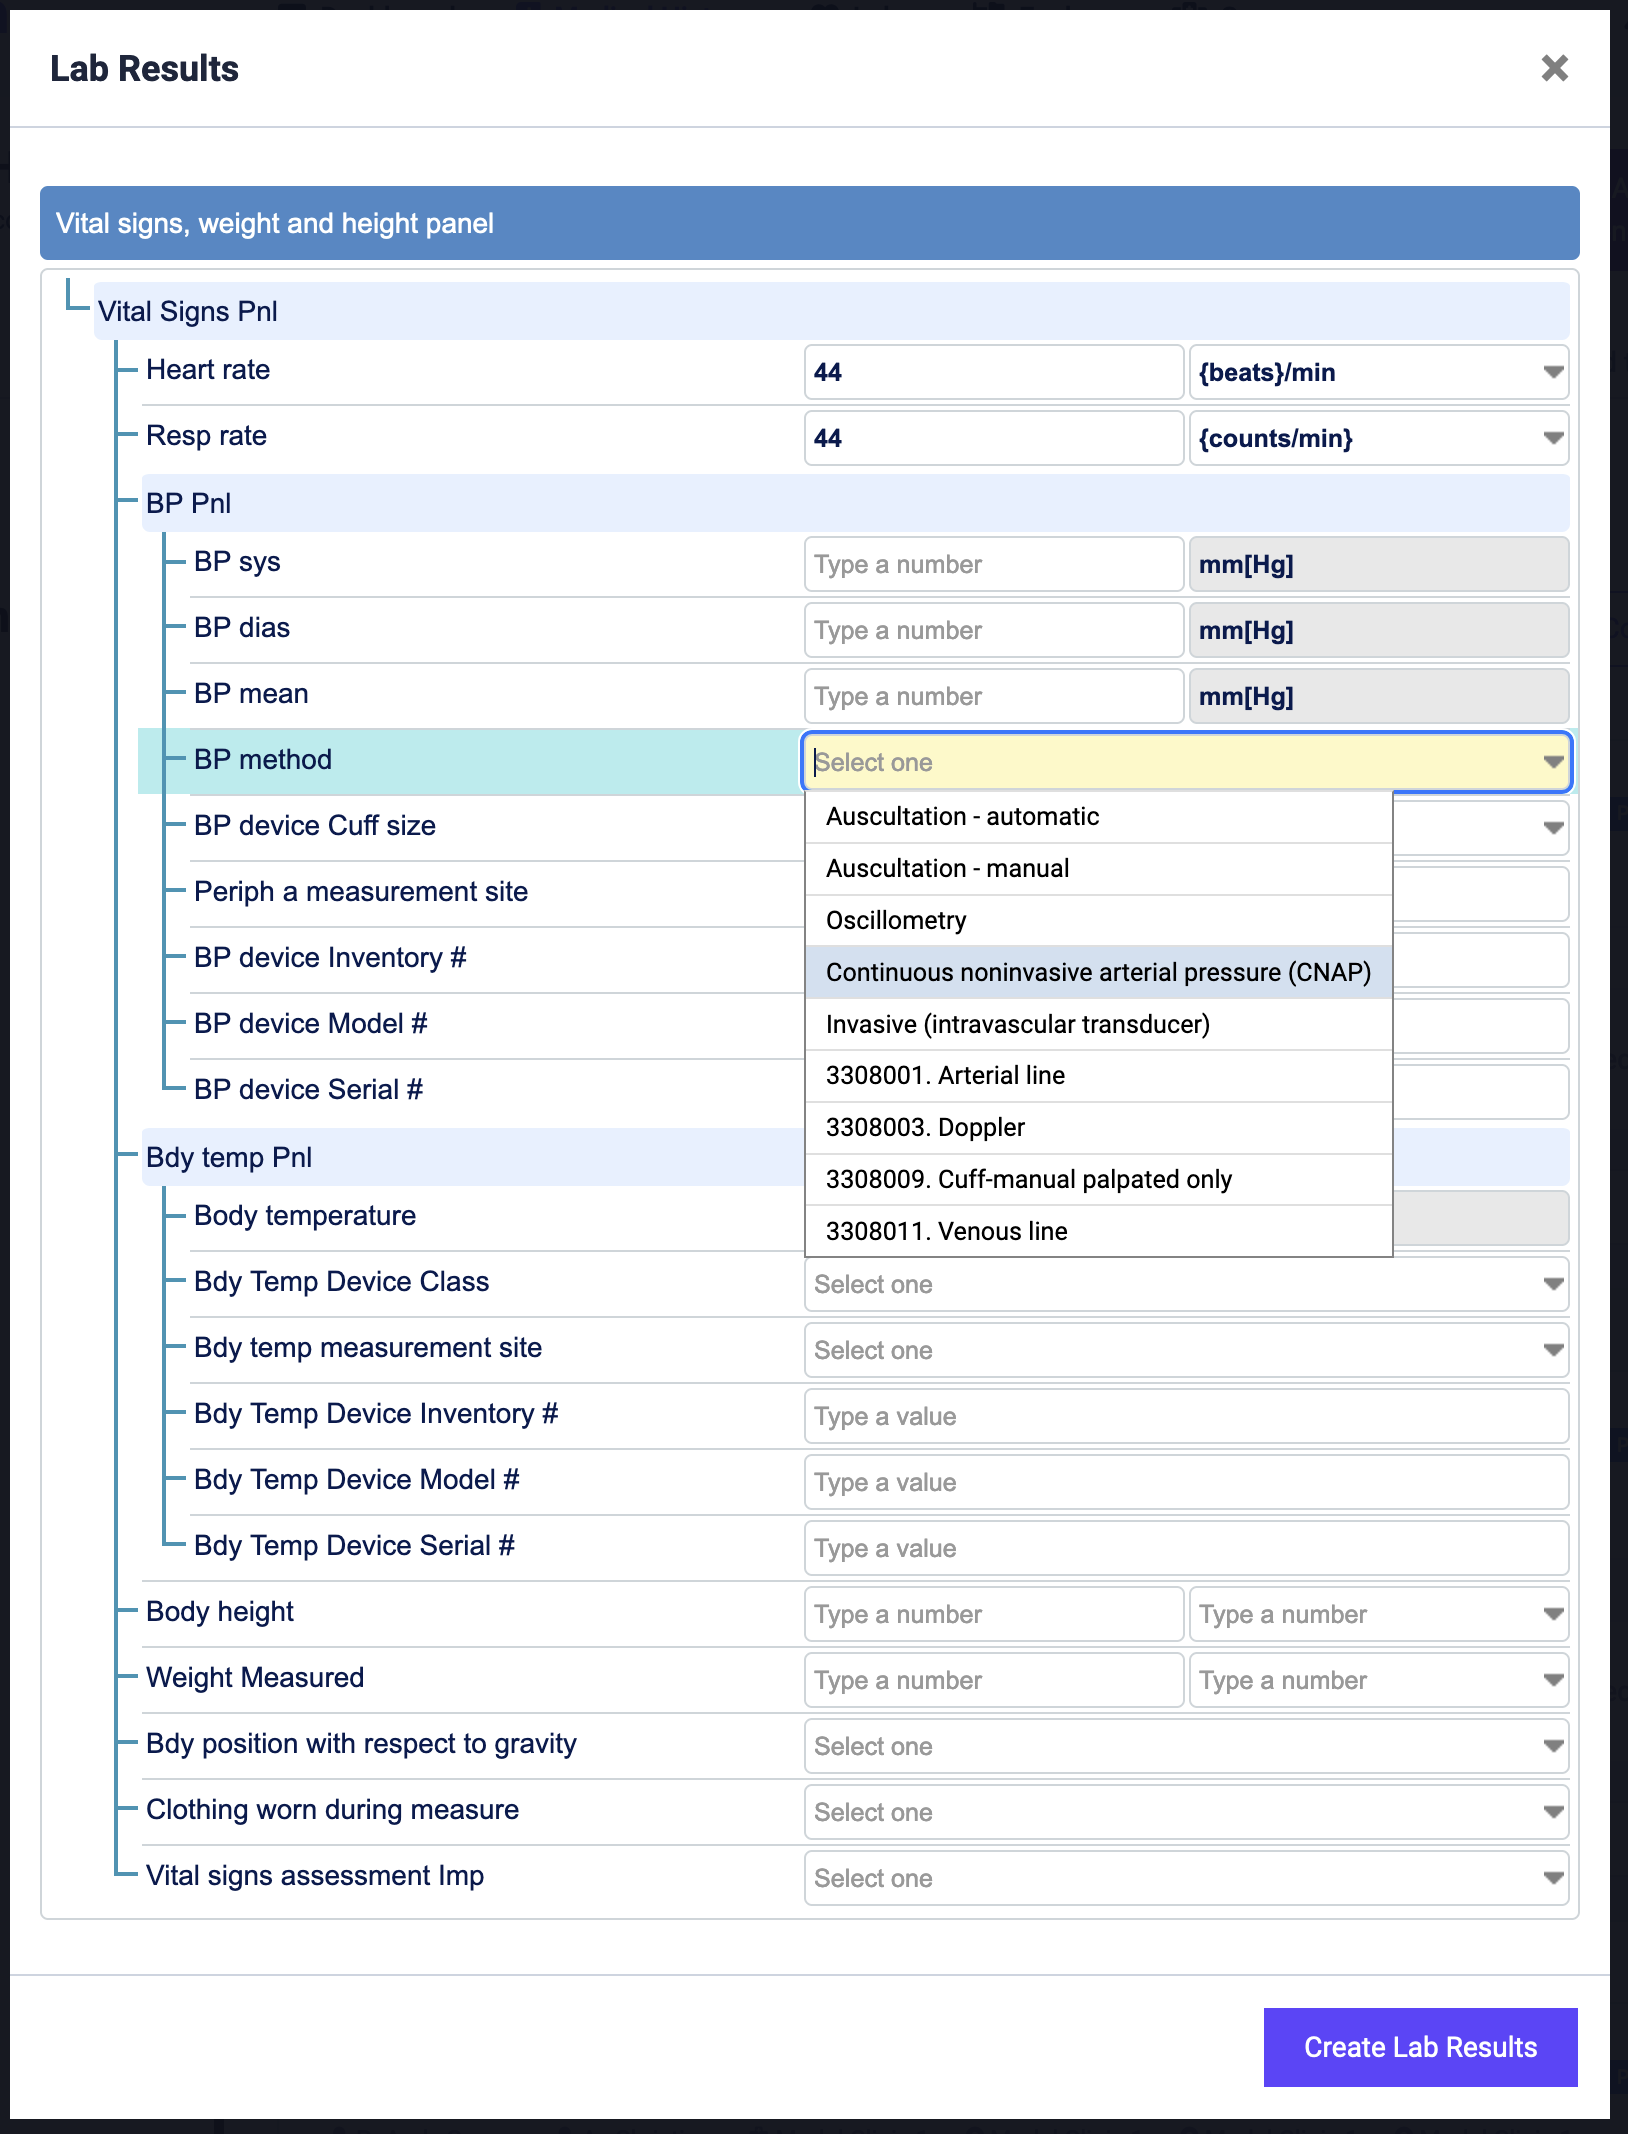 Lab Results
Vital signs, weight and height panel
Vital Signs Pnl
Heart rate 44 {beats}/min
Resp rate 44 {counts/min}
BP Pnl
BP sys Type a number mm[Hg]
BP dias Type a number mm[Hg]
BP mean Type a number mm[Hg]
BP method Select one
Auscultation - automatic
BP device Cuff size
Auscultation - manual
Periph a measurement site
Oscillometry
BP device Inventory #
Continuous noninvasive arterial pressure (CNAP)
BP device Model #
Invasive (intravascular transducer)
3308001. Arterial line
BP device Serial #
3308003. Doppler
Bdy temp Pnl
3308009. Cuff-manual palpated only
Body temperature
3308011. Venous line
Bdy Temp Device Class Select one
Bdy temp measurement site Select one
Bdy Temp Device Inventory # Type a value
Bdy Temp Device Model # Type a value
Bdy Temp Device Serial # Type a value
Body height Type a number Type a number
Weight Measured Type a number Type a number
Bdy position with respect to gravity Select one
Clothing worn during measure Select one
Vital signs assessment Imp Select one
Create Lab Results